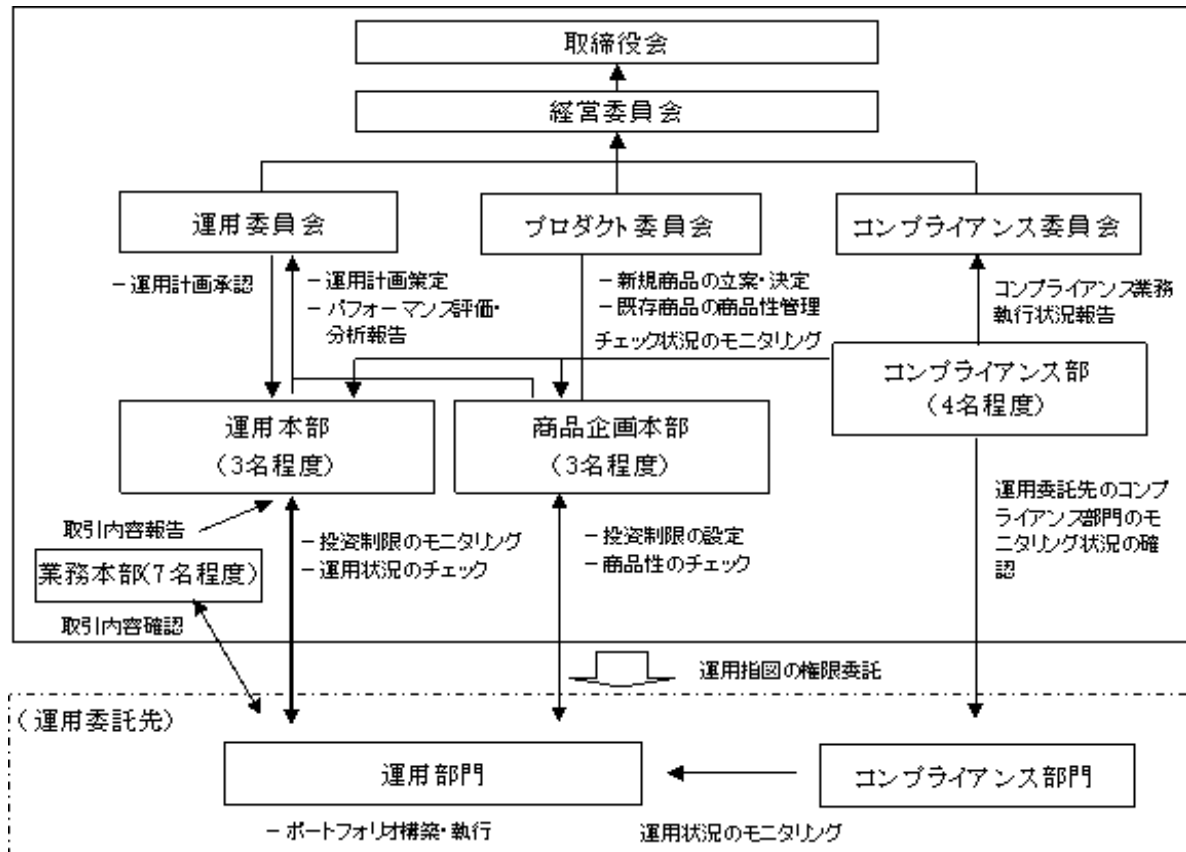 取締役会
経営委員会
運用委員会
プロダクト委員会
コンプライアンス委員会
－運用計画承認
－運用計画策定
－パフォーマンス評価・
分析報告
－新規商品の立案・決定
－既存商品の商品性管理
コンプライアンス業務
執行状況報告
チェック状況のモニタリング
運用本部
（3名程度）
商品企画本部
（3名程度）
コンプライアンス部
（4名程度）
取引内容報告
業務本部（7名程度）
取引内容確認
－投資制限のモニタリング
－運用状況のチェック
－投資制限の設定
－商品性のチェック
運用委託先のコンプ
ライアンス部門のモ
ニタリング状況の確
認
運用指図の権限委託
（運用委託先）
運用部門
コンプライアンス部門
－ポートフォリオ構築・執行
運用状況のモニタリング